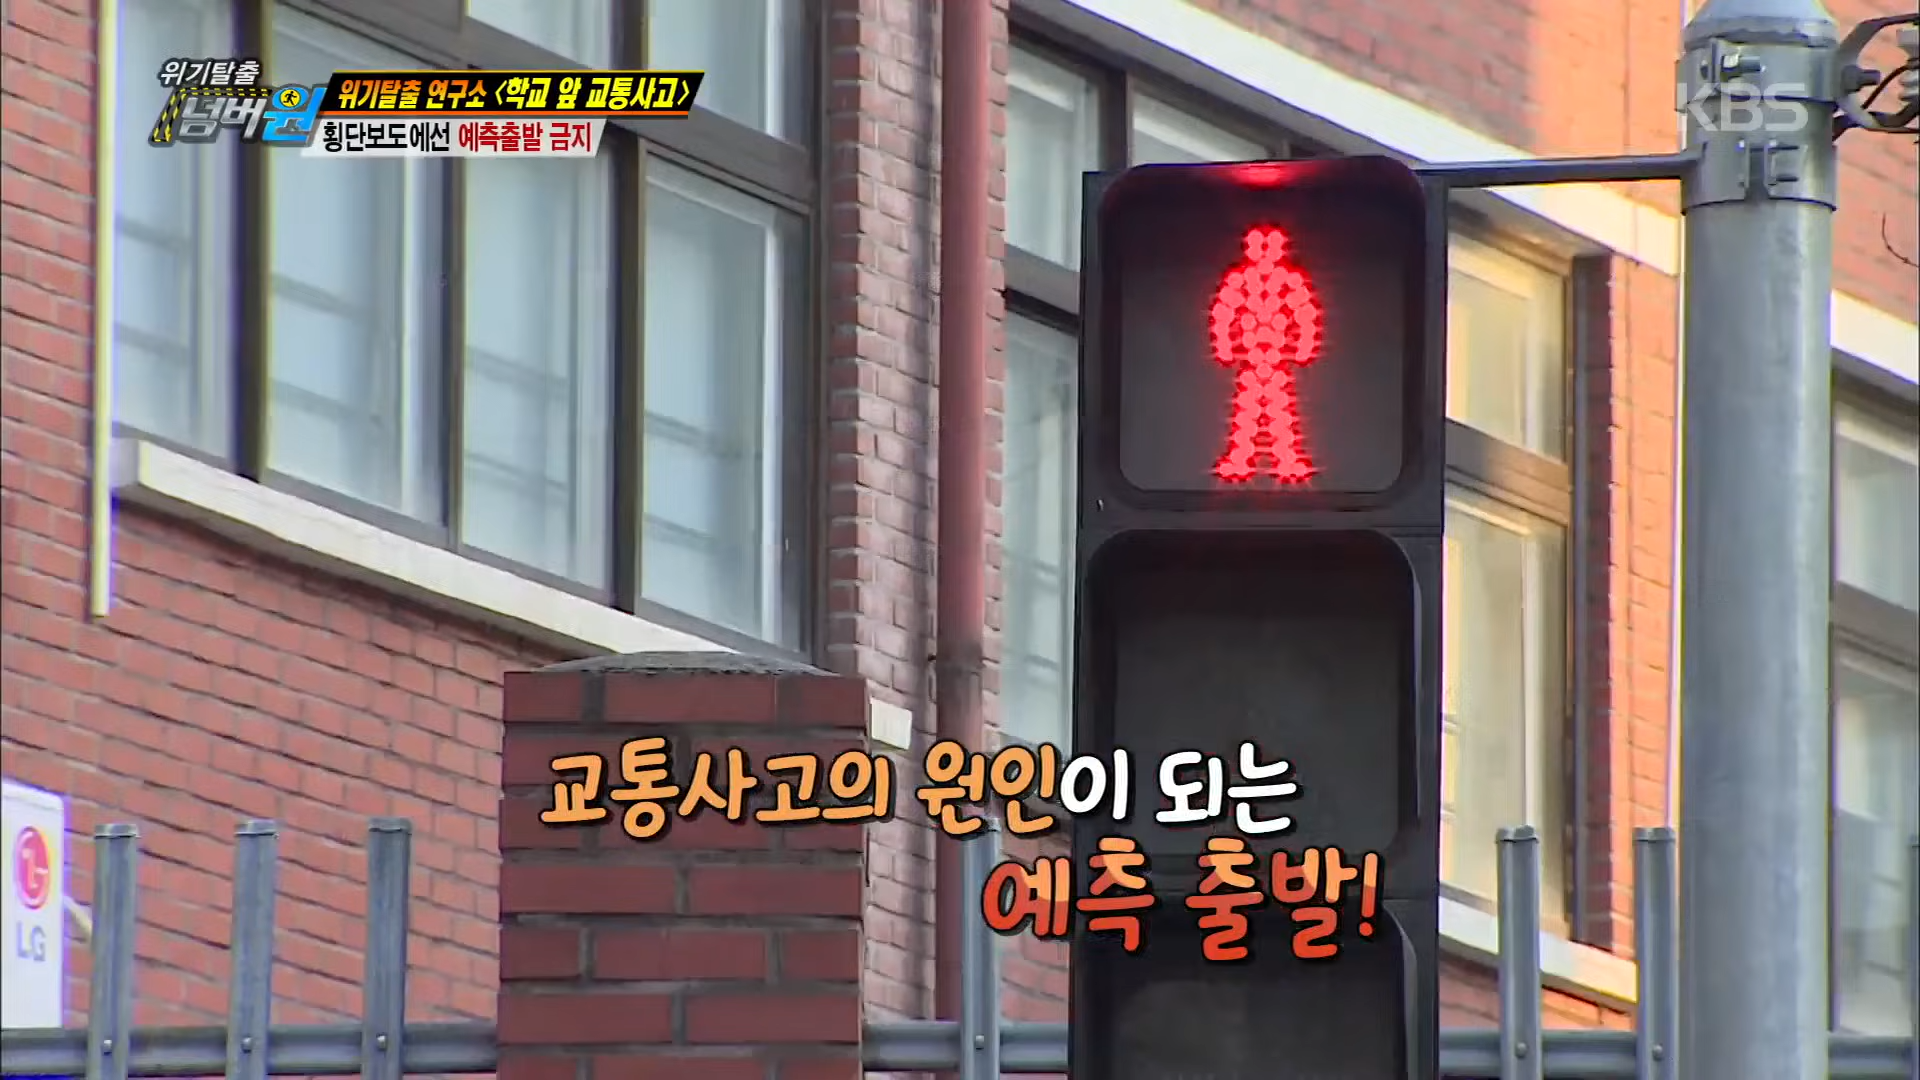 위기탈출
넘버원
위기탈출 연구소 <학교 앞 교통사고>
횡단보도에선 예측출발 금지
KBS
교통사고의 원인이 되는
예측 출발!
LG